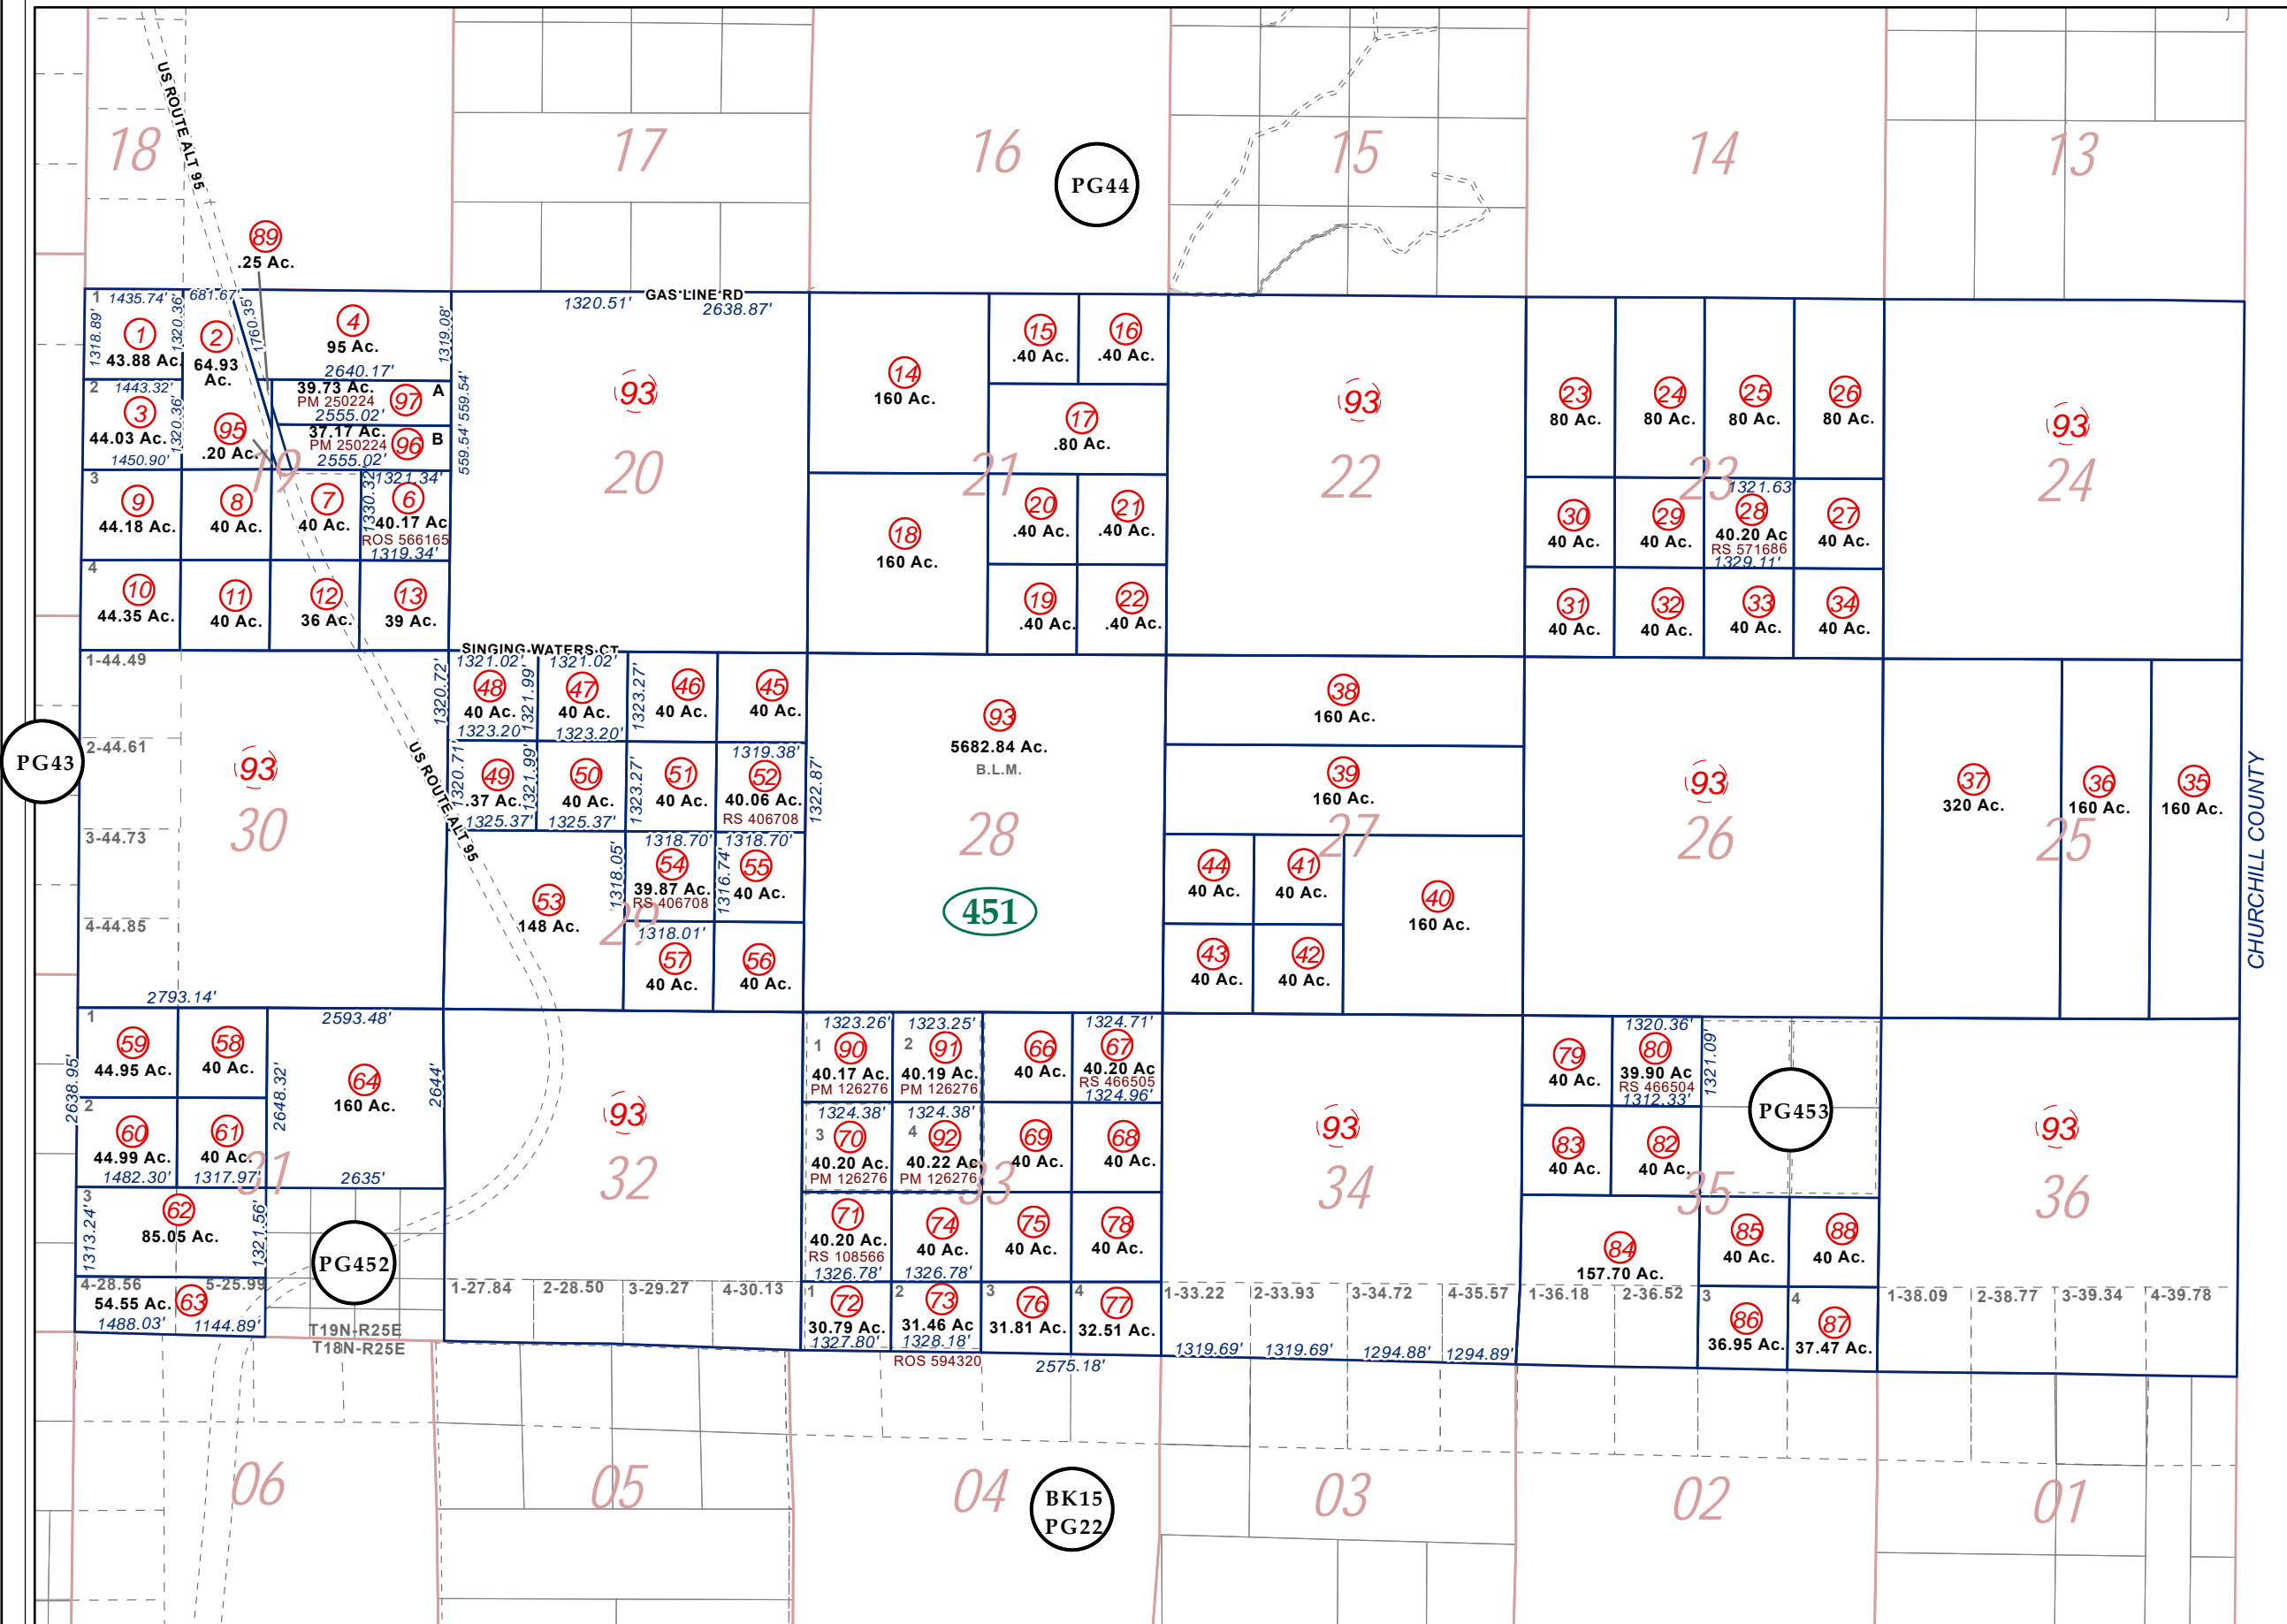 18
17
16
15
14
13
US ROUTE ALT 95
PG44
89
.25 Ac.
1
1435.74'
681.67'
GAS LINE RD
1320.51'
2638.87'
1318.89'
1
43.88 Ac.
1320.36'
2
64.93
Ac.
1760.35'
4
95 Ac.
2640.17'
1319.08'
2
1443.32'
3
44.03 Ac.
1450.90'
1320.36'
95
.20 Ac.
39.73 Ac.
PM 250224
97
A
2555.02'
37.17 Ac.
PM 250224
96
B
2555.02'
559.54' 559.54'
19
3
9
44.18 Ac.
8
40 Ac.
7
40 Ac.
1330.32'
1321.34'
6
40.17 Ac
ROS 566165
1319.34'
4
10
44.35 Ac.
11
40 Ac.
12
36 Ac.
13
39 Ac.
93
20
14
160 Ac.
15
.40 Ac.
16
.40 Ac.
17
.80 Ac.
21
18
160 Ac.
20
.40 Ac.
21
.40 Ac.
19
.40 Ac.
22
.40 Ac.
93
22
23
80 Ac.
24
80 Ac.
25
80 Ac.
26
80 Ac.
23
30
40 Ac.
29
40 Ac.
1321.63'
28
40.20 Ac
RS 571686
1329.11'
27
40 Ac.
31
40 Ac.
32
40 Ac.
33
40 Ac.
34
40 Ac.
93
24
PG43
1-44.49
2-44.61
3-44.73
4-44.85
93
30
2793.14'
US ROUTE ALT 95
SINGING WATERS CT
1320.72'
1321.02'
48
40 Ac.
1323.20'
1321.99'
1321.02'
47
40 Ac.
1323.20'
1323.27'
46
40 Ac.
45
40 Ac.
1320.71'
49
.37 Ac.
1325.37'
1321.99'
50
40 Ac.
1325.37'
1323.27'
51
40 Ac.
1319.38'
52
40.06 Ac.
RS 406708
1322.87'
53
148 Ac.
1318.05'
1318.70'
54
39.87 Ac.
RS 406708
1316.74'
1318.70'
55
40 Ac.
29
1318.01'
57
40 Ac.
56
40 Ac.
93
5682.84 Ac.
B.L.M.
28
451
38
160 Ac.
39
160 Ac.
27
44
40 Ac.
41
40 Ac.
40
160 Ac.
43
40 Ac.
42
40 Ac.
93
26
37
320 Ac.
36
160 Ac.
35
160 Ac.
25
CHURCHILL COUNTY
1
59
44.95 Ac.
58
40 Ac.
2593.48'
64
160 Ac.
2638.95'
2648.32'
2644'
2
60
44.99 Ac.
1482.30'
61
40 Ac.
1317.97'
2635'
31
3
62
85.05 Ac.
1313.24'
1321.56'
PG452
4-28.56
5-25.99
54.55 Ac.
63
1488.03'
1144.89'
T19N-R25E
T18N-R25E
93
32
1-27.84
2-28.50
3-29.27
4-30.13
1323.26'
1
90
40.17 Ac.
PM 126276
1323.25'
2
91
40.19 Ac.
PM 126276
66
40 Ac.
1324.71'
67
40.20 Ac
RS 466505
1324.96'
1324.38'
3
70
40.20 Ac.
PM 126276
1324.38'
4
92
40.22 Ac
PM 126276
69
40 Ac.
68
40 Ac.
33
71
40.20 Ac.
RS 108566
1326.78'
74
40 Ac.
1326.78'
75
40 Ac.
78
40 Ac.
1
72
30.79 Ac.
1327.80'
2
73
31.46 Ac
1328.18'
3
76
31.81 Ac.
4
77
32.51 Ac.
ROS 594320
2575.18'
93
34
1-33.22
2-33.93
3-34.72
4-35.57
1319.69'
1319.69'
1294.88'
1294.89'
79
40 Ac.
1320.36'
80
39.90 Ac
RS 466504
1312.33'
1321.09'
PG453
83
40 Ac.
82
40 Ac.
35
84
157.70 Ac.
85
40 Ac.
88
40 Ac.
1-36.18
2-36.52
3
86
36.95 Ac.
4
87
37.47 Ac.
93
36
1-38.09
2-38.77
3-39.34
4-39.78
06
05
04
BK15
PG22
03
02
01